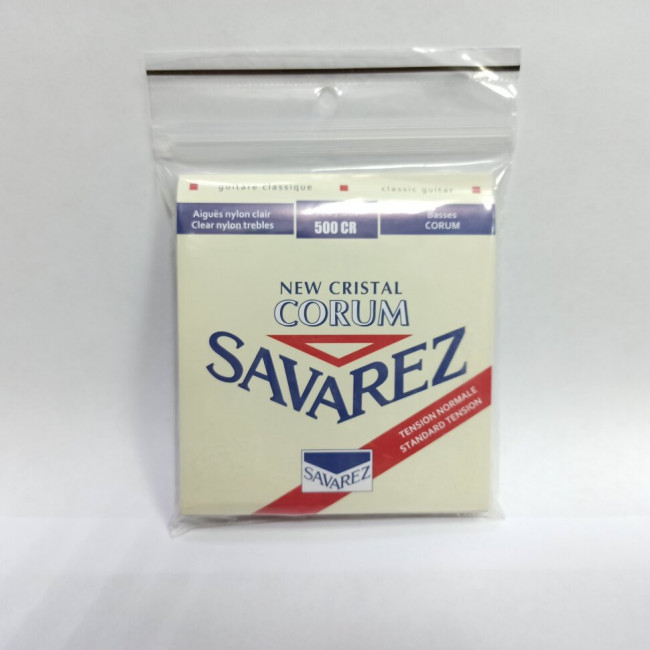 guitare classique
classic guitar
Aiguës nylon clair
Clear nylon trebles
500 CR
Basses
CORUM
NEW CRISTAL
CORUM
SAVAREZ
TENSION NORMALE
STANDARD TENSION
SAVAREZ